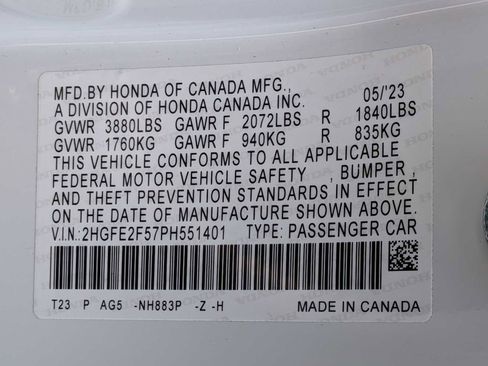 MFD.BY HONDA OF CANADA MFG.,
A DIVISION OF HONDA CANADA INC. 05/'23
GVWR 3880LBS GAWR F 2072LBS R 1840LBS
GVWR 1760KG GAWR F 940KG R 835KG
THIS VEHICLE CONFORMS TO ALL APPLICABLE
FEDERAL MOTOR VEHICLE SAFETY , BUMPER ,
AND THEFT PREVENTION STANDARDS IN EFFECT
ON THE DATE OF MANUFACTURE SHOWN ABOVE.
V.I.N.:2HGFE2F57PH551401 TYPE: PASSENGER CAR
T23 P AG5 -NH883P -Z -H
MADE IN CANADA